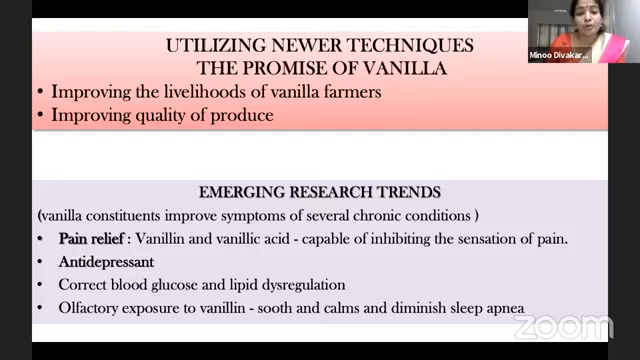 UTILIZING NEWER TECHNIQUES
THE PROMISE OF VANILLA
• Improving the livelihoods of vanilla farmers
• Improving quality of produce
Minoo Divakar...
EMERGING RESEARCH TRENDS
(vanilla constituents improve symptoms of several chronic conditions )
• Pain relief : Vanillin and vanillic acid - capable of inhibiting the sensation of pain.
• Antidepressant
• Correct blood glucose and lipid dysregulation
• Olfactory exposure to vanillin - sooth and calms and diminish sleep apnea
zoom